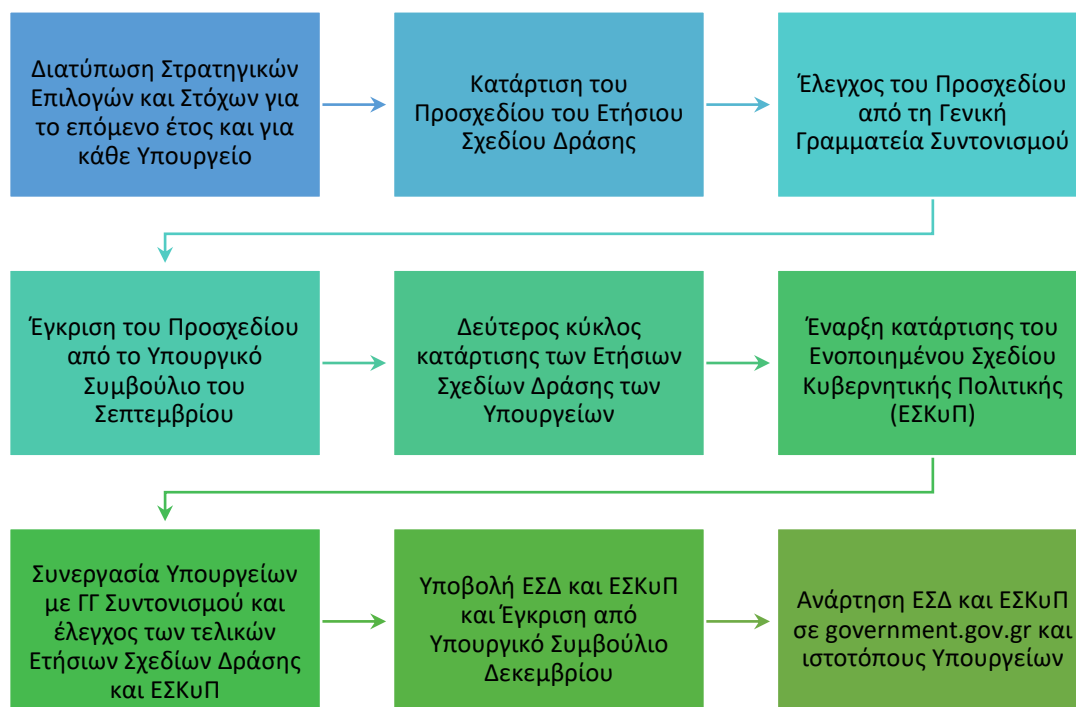 Διατύπωση Στρατηγικών
Επιλογών και Στόχων για
το επόμενο έτος και για
κάθε Υπουργείο
Κατάρτιση του
Προσχεδίου του Ετήσιου
Σχεδίου Δράσης
Έλεγχος του Προσχεδίου
από τη Γενική
Γραμματεία Συντονισμού
Έγκριση του Προσχεδίου
από το Υπουργικό
Συμβούλιο του
Σεπτεμβρίου
Δεύτερος κύκλος
κατάρτισης των Ετήσιων
Σχεδίων Δράσης των
Υπουργείων
Έναρξη κατάρτισης του
Ενοποιημένου Σχεδίου
Κυβερνητικής Πολιτικής
(ΕΣΚυΠ)
Συνεργασία Υπουργείων
με ΓΓ Συντονισμού και
έλεγχος των τελικών
Ετήσιων Σχεδίων Δράσης
και ΕΣΚυΠ
Υποβολή ΕΣΔ και ΕΣΚυΠ
και Έγκριση από
Υπουργικό Συμβούλιο
Δεκεμβρίου
Ανάρτηση ΕΣΔ και ΕΣΚυΠ
σε government.gov.gr και
ιστοτόπους Υπουργείων